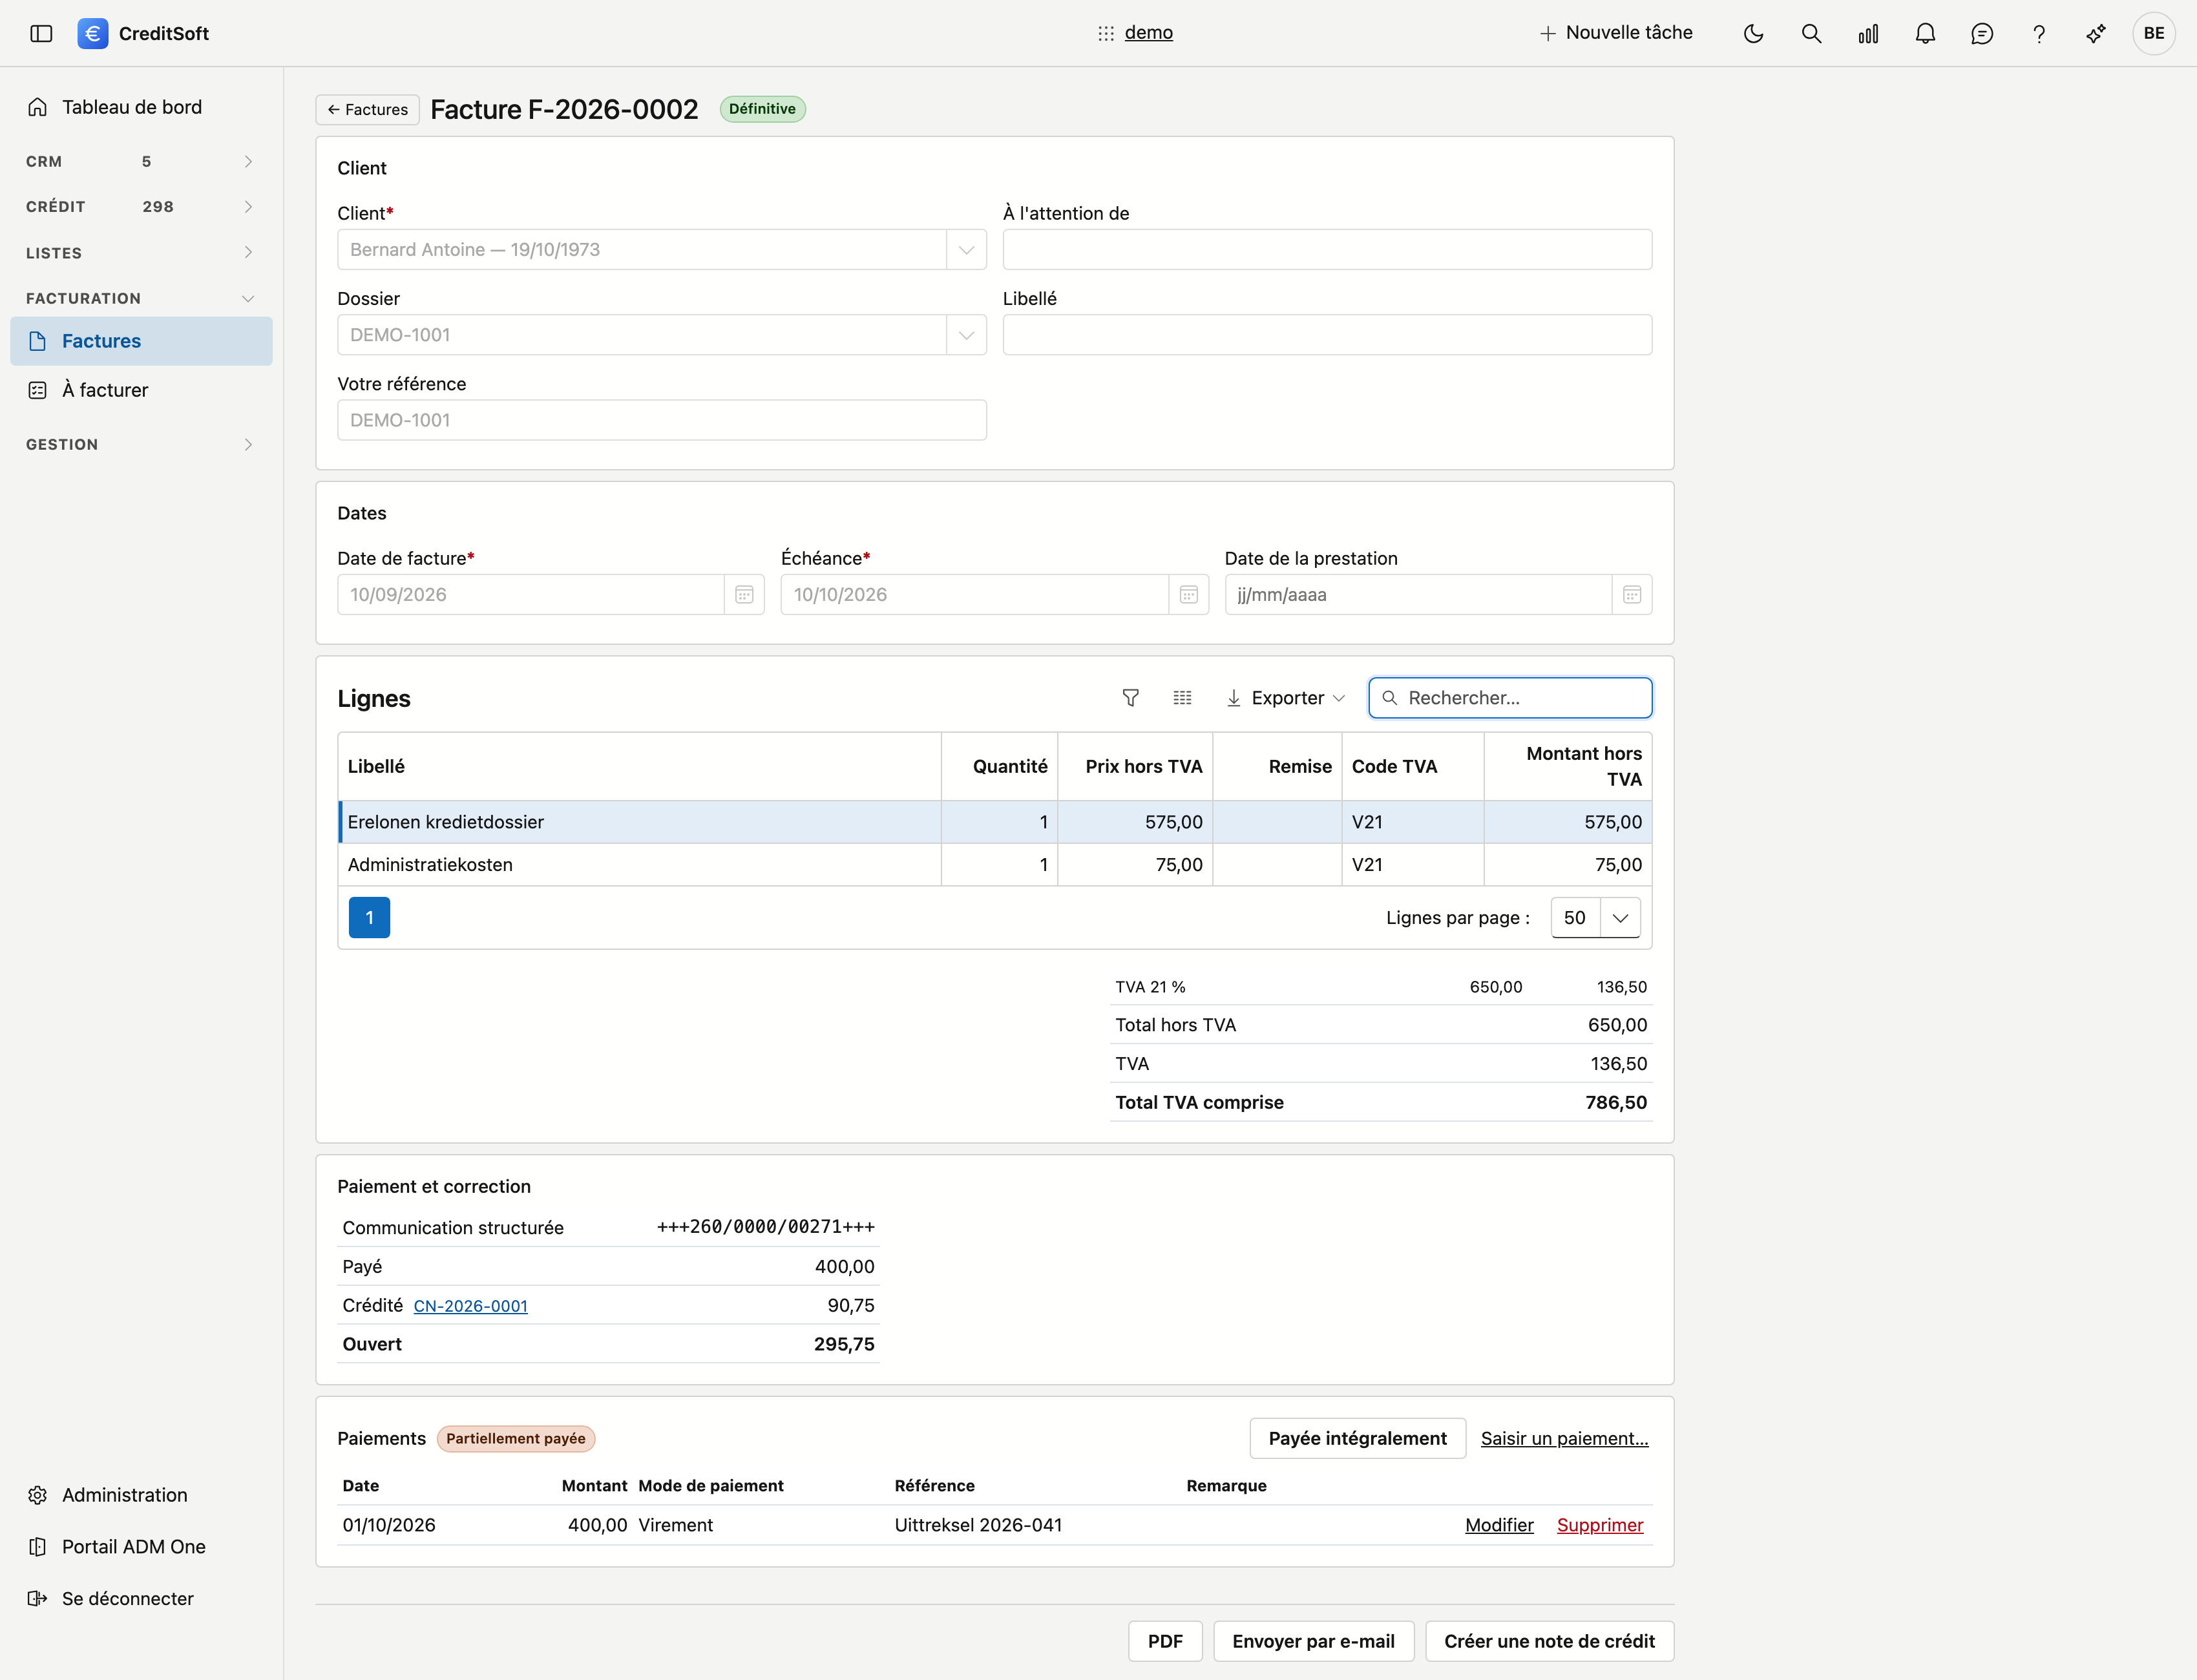 CreditSoft
demo
Nouvelle tâche
BE
Tableau de bord
CRM 5
CRÉDIT 298
LISTES
FACTURATION
Factures
À facturer
GESTION
Administration
Portail ADM One
Se déconnecter
← Factures Facture F-2026-0002 Définitive
Client
Client* À l'attention de
Bernard Antoine — 19/10/1973
Dossier Libellé
DEMO-1001
Votre référence
DEMO-1001
Dates
Date de facture* Échéance* Date de la prestation
10/09/2026 10/10/2026 jj/mm/aaaa
Lignes Exporter Rechercher...
Libellé Quantité Prix hors TVA Remise Code TVA Montant hors TVA
Erelonen kredietdossier 1 575,00 V21 575,00
Administratiekosten 1 75,00 V21 75,00
1 Lignes par page : 50
TVA 21 % 650,00 136,50
Total hors TVA 650,00
TVA 136,50
Total TVA comprise 786,50
Paiement et correction
Communication structurée +++260/0000/00271+++
Payé 400,00
Crédité CN-2026-0001 90,75
Ouvert 295,75
Paiements Partiellement payée Payée intégralement Saisir un paiement...
Date Montant Mode de paiement Référence Remarque
01/10/2026 400,00 Virement Uittreksel 2026-041 Modifier Supprimer
PDF Envoyer par e-mail Créer une note de crédit